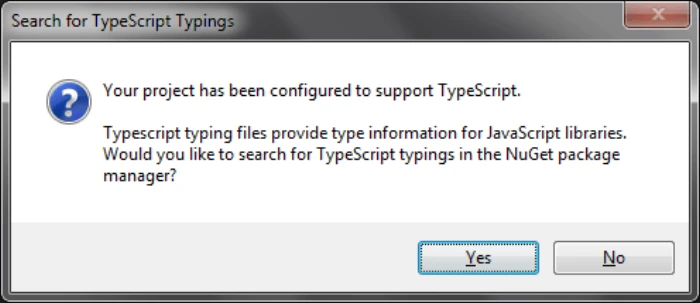 Search for TypeScript Typings
Your project has been configured to support TypeScript.
Typescript typing files provide type information for JavaScript libraries.
Would you like to search for TypeScript typings in the NuGet package
manager?
Yes
No